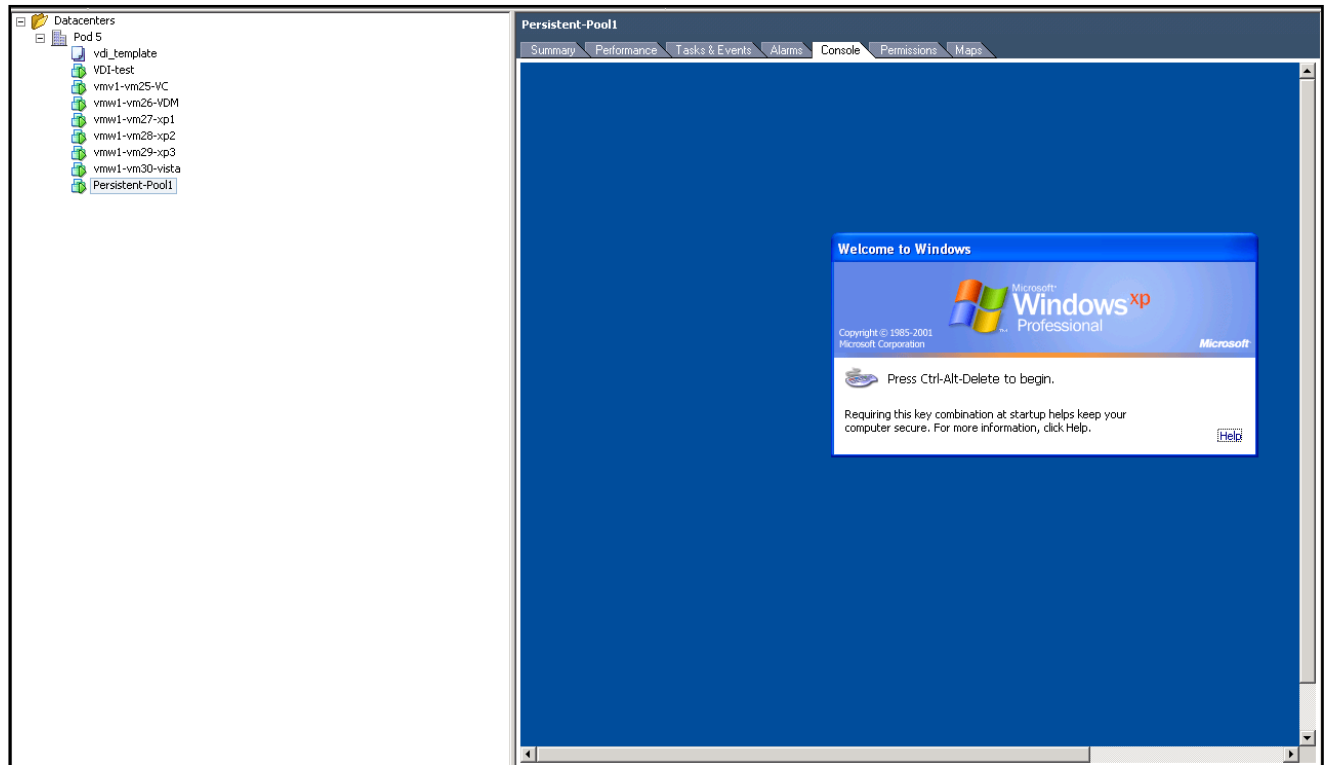 Datacenters
Pod 5
vdi_template
VDI-test
vmv1-vm25-VC
vmw1-vm26-VDM
vmw1-vm27-xp1
vmw1-vm28-xp2
vmw1-vm29-xp3
vmw1-vm30-vista
Persistent-Pool1
Persistent-Pool1
Summary Performance Tasks & Events Alarms Console Permissions Maps
Welcome to Windows
Microsoft
Windows xp
Professional
Copyright © 1985-2001
Microsoft Corporation
Microsoft
Press Ctrl-Alt-Delete to begin.
Requiring this key combination at startup helps keep your
computer secure. For more information, click Help.
Help